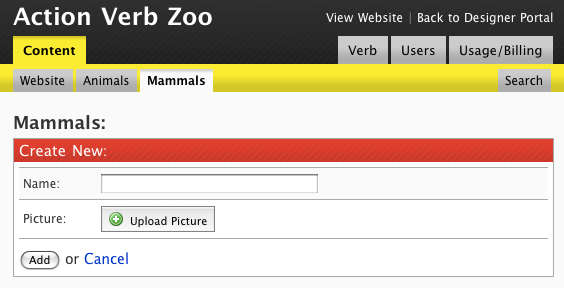 Action Verb Zoo
View Website | Back to Designer Portal
Content Verb Users Usage/Billing
Website Animals Mammals Search
Mammals:
Create New:
Name:
Picture: Upload Picture
Add or Cancel